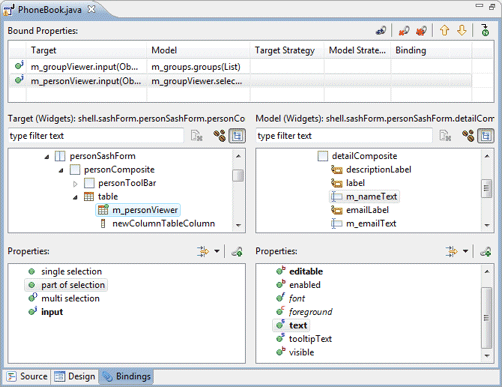 PhoneBook.java
Bound Properties:
Target Model Target Strategy Model Strate... Binding
m_groupViewer.input(Ob... m_groups.groups(List)
m_personViewer.input(Ob... m_groupViewer.selec...
Target (Widgets): shell.sashForm.personSashForm.personCo
Model (Widgets): shell.sashForm.personSashForm.detailCom
type filter text
type filter text
personSashForm
personComposite
personToolBar
table
m_personViewer
newColumnTableColumn
detailComposite
descriptionLabel
label
m_nameText
emailLabel
m_emailText
Properties:
single selection
part of selection
multi selection
input
Properties:
editable
enabled
font
foreground
text
tooltipText
visible
Source Design Bindings